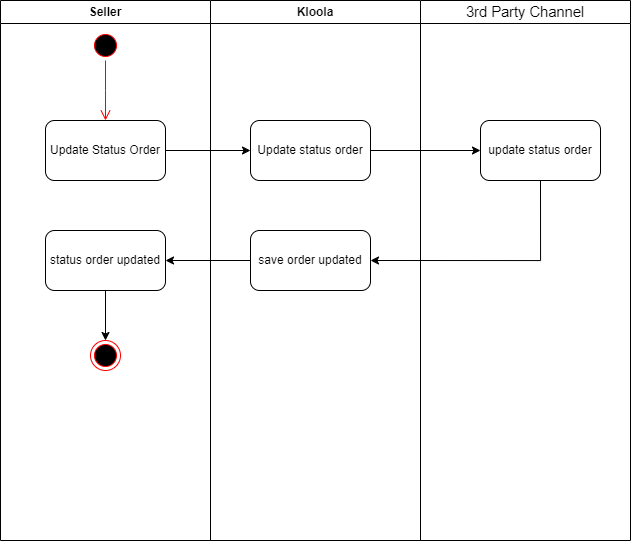 Seller
Kloola
3rd Party Channel
Update Status Order
Update status order
update status order
status order updated
save order updated